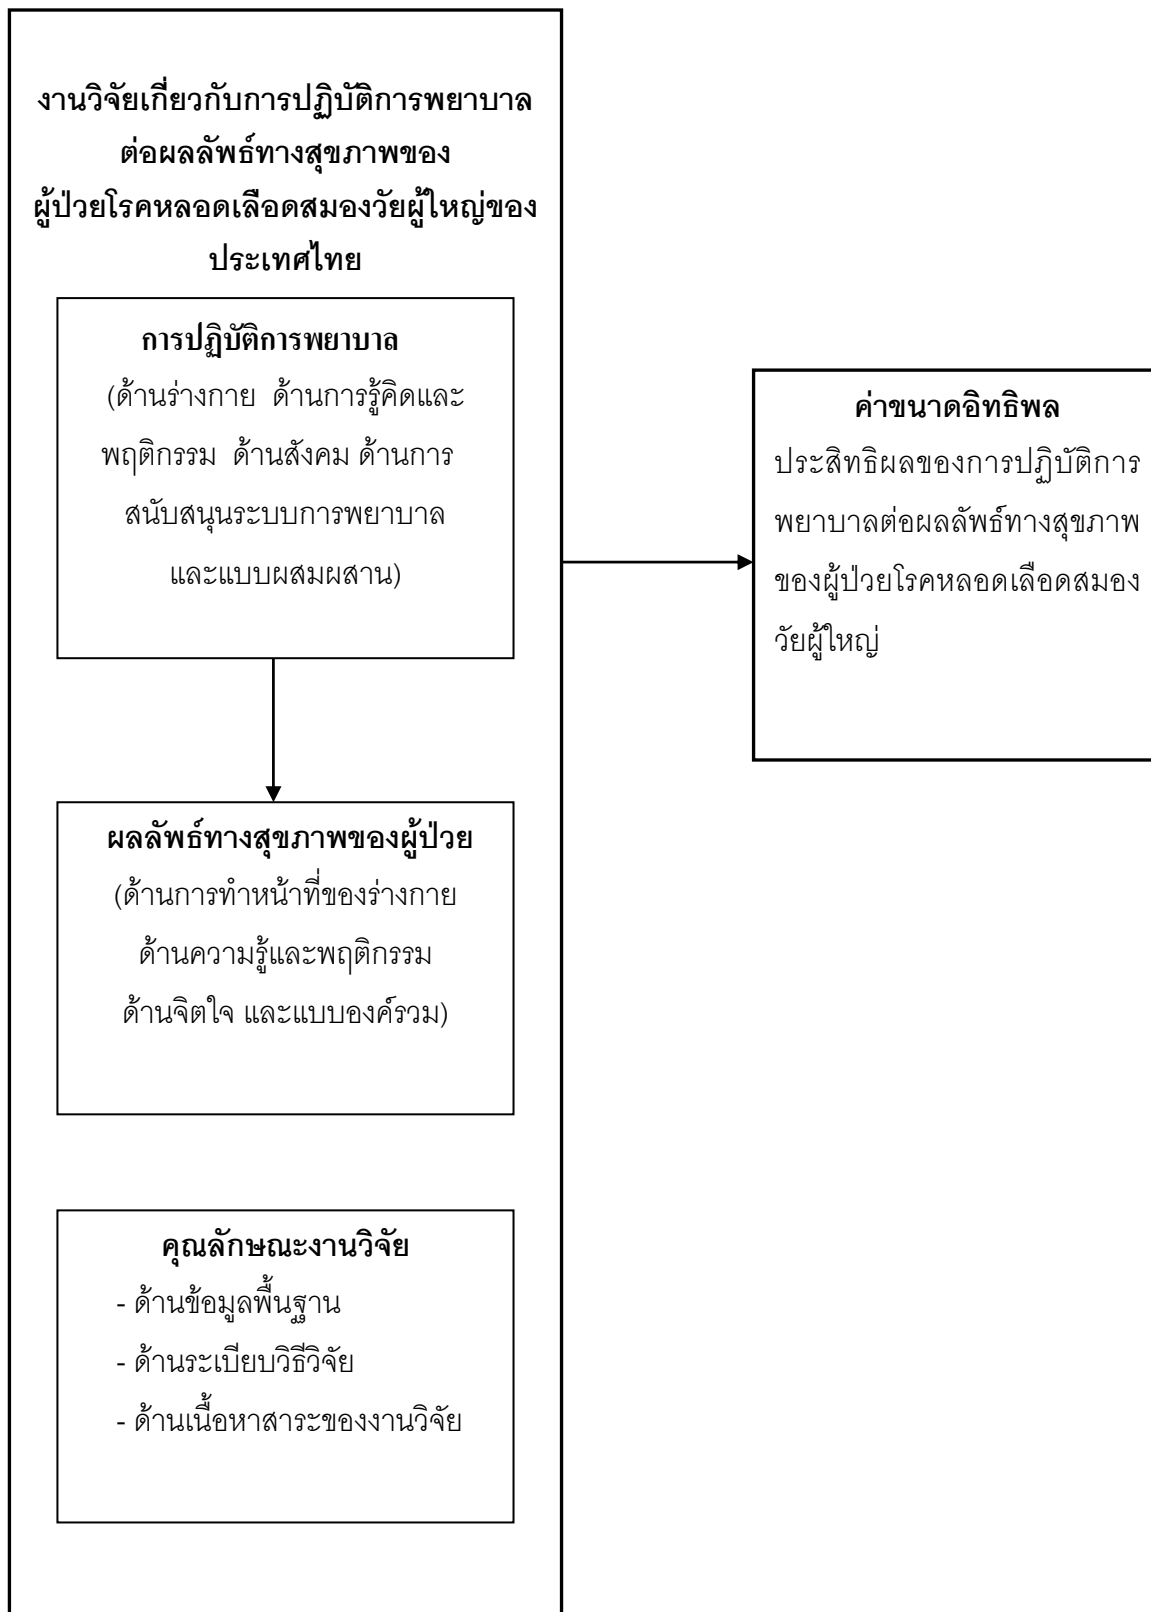 งานวิจัยเกี่ยวกับการปฏิบัติการพยาบาล
ต่อผลลัพธ์ทางสุขภาพของ
ผู้ป่วยโรคหลอดเลือดสมองวัยผู้ใหญ่ของ
ประเทศไทย
การปฏิบัติการพยาบาล
(ด้านร่างกาย ด้านการรู้คิดและ
พฤติกรรม ด้านสังคม ด้านการ
สนับสนุนระบบการพยาบาล
และแบบผสมผสาน)
ผลลัพธ์ทางสุขภาพของผู้ป่วย
(ด้านการทำหน้าที่ของร่างกาย
ด้านความรู้และพฤติกรรม
ด้านจิตใจ และแบบองค์รวม)
คุณลักษณะงานวิจัย
- ด้านข้อมูลพื้นฐาน
- ด้านระเบียบวิธีวิจัย
- ด้านเนื้อหาสาระของงานวิจัย
ค่าขนาดอิทธิพล
ประสิทธิผลของการปฏิบัติการ
พยาบาลต่อผลลัพธ์ทางสุขภาพ
ของผู้ป่วยโรคหลอดเลือดสมอง
วัยผู้ใหญ่